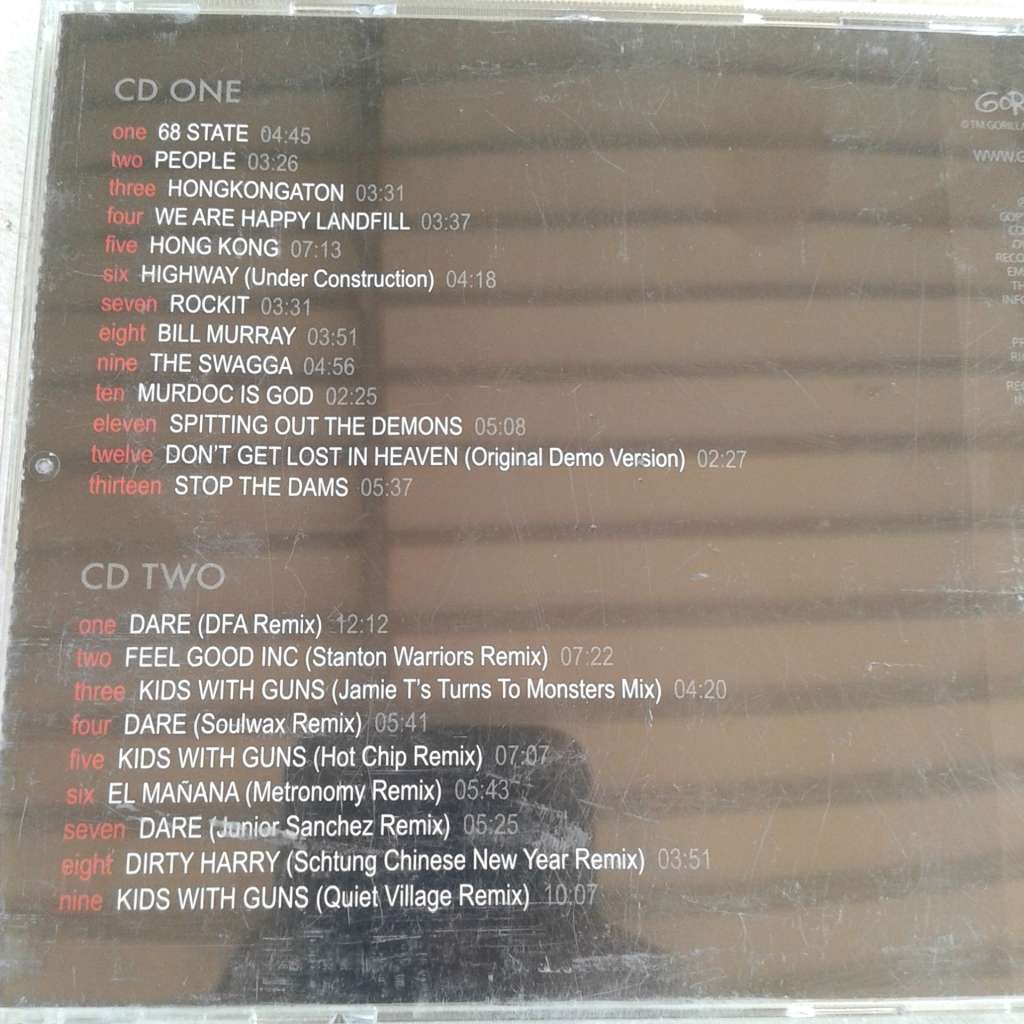 CD ONE
one 68 STATE 04:45
two PEOPLE 03:26
three HONGKONGATON 03:31
four WE ARE HAPPY LANDFILL 03:37
five HONG KONG 07:13
six HIGHWAY (Under Construction) 04:18
seven ROCKIT 03:31
eight BILL MURRAY 03:51
nine THE SWAGGA 04:56
ten MURDOC IS GOD 02:25
eleven SPITTING OUT THE DEMONS 05:08
twelve DON'T GET LOST IN HEAVEN (Original Demo Version) 02:27
thirteen STOP THE DAMS 05:37
CD TWO
one DARE (DFA Remix) 12:12
two FEEL GOOD INC (Stanton Warriors Remix) 07:22
three KIDS WITH GUNS (Jamie T's Turns To Monsters Mix) 04:20
four DARE (Soulwax Remix) 05:41
five KIDS WITH GUNS (Hot Chip Remix) 07:07
six EL MAÑANA (Metronomy Remix) 05:43
seven DARE (Junior Sanchez Remix) 05:25
eight DIRTY HARRY (Schtung Chinese New Year Remix) 03:51
nine KIDS WITH GUNS (Quiet Village Remix) 10:07